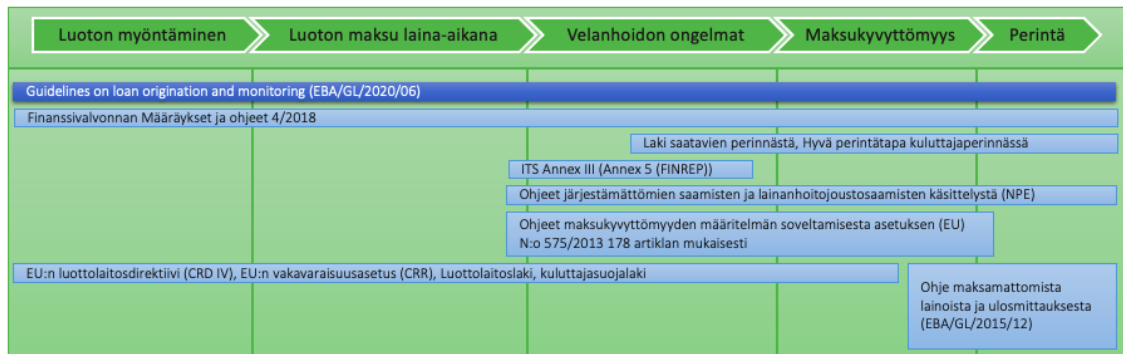 Luoton myöntäminen
Luoton maksu laina-aikana
Velanhoidon ongelmat
Maksukyvyttömyys
Perintä
Guidelines on loan origination and monitoring (EBA/GL/2020/06)
Finanssivalvonnan Määräykset ja ohjeet 4/2018
Laki saatavien perinnästä, Hyvä perintätapa kuluttajaperinnässä
ITS Annex III (Annex 5 (FINREP))
Ohjeet järjestämättömien saamisten ja lainanhoitojoustosaamisten käsittelystä (NPE)
Ohjeet maksukyvyttömyyden määritelmän soveltamisesta asetuksen (EU)
N:o 575/2013 178 artiklan mukaisesti
EU:n luottolaitosdirektiivi (CRD IV), EU:n vakavaraisuusasetus (CRR), Luottolaitoslaki, kuluttajasuojalaki
Ohje maksamattomista
lainoista ja ulosmittauksesta
(EBA/GL/2015/12)